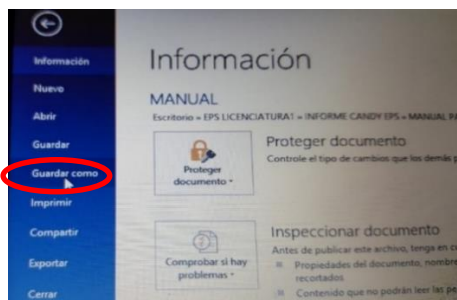 Información
Nuevo
Abrir
Guardar
Guardar como
Imprimir
Compartir
Exportar
Cerrar
Información
MANUAL
Escritorio » EPS LICENCIATURA1 » INFORME CANDY EPS » MANUAL
Proteger documento
Controle el tipo de cambios que los demás
Proteger
documento
Inspeccionar documento
Antes de publicar este archivo, tenga en
Propiedades del documento, nombre
recortados
Contenido que no podrán leer las
Comprobar si hay
problemas